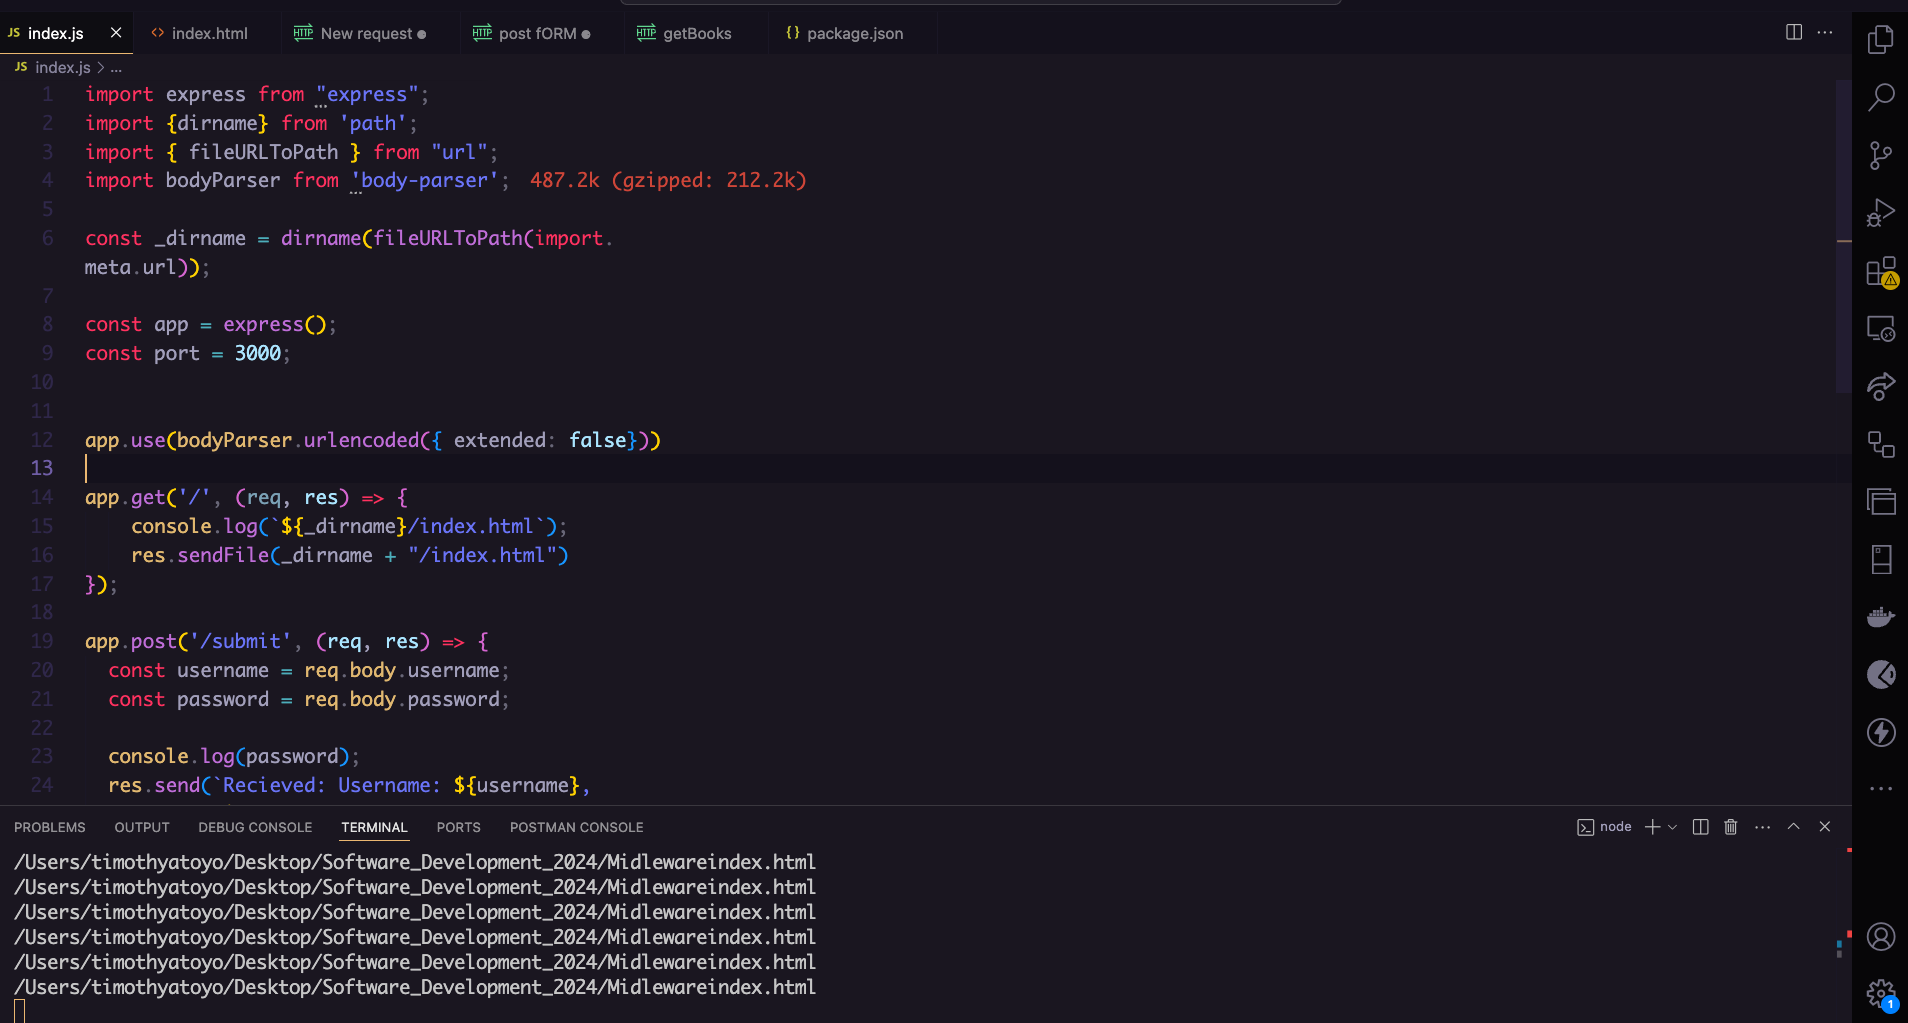 JS index.js × <> index.html HTTP New request ● HTTP post fORM ● HTTP getBooks {} package.json ...
JS index.js > ...
1 import express from "express";
2 import {dirname} from 'path';
3 import { fileURLToPath } from "url";
4 import bodyParser from 'body-parser'; 487.2k (gzipped: 212.2k)
5
6 const _dirname = dirname(fileURLToPath(import.
meta.url));
7
8 const app = express();
9 const port = 3000;
10
11
12 app.use(bodyParser.urlencoded({ extended: false}))
13
14 app.get('/', (req, res) => {
15 console.log(`${_dirname}/index.html`);
16 res.sendFile(_dirname + "/index.html")
17 });
18
19 app.post('/submit', (req, res) => {
20 const username = req.body.username;
21 const password = req.body.password;
22
23 console.log(password);
24 res.send(`Recieved: Username: ${username},
PROBLEMS OUTPUT DEBUG CONSOLE TERMINAL PORTS POSTMAN CONSOLE node
/Users/timothyatoyo/Desktop/Software_Development_2024/Midlewareindex.html
/Users/timothyatoyo/Desktop/Software_Development_2024/Midlewareindex.html
/Users/timothyatoyo/Desktop/Software_Development_2024/Midlewareindex.html
/Users/timothyatoyo/Desktop/Software_Development_2024/Midlewareindex.html
/Users/timothyatoyo/Desktop/Software_Development_2024/Midlewareindex.html
/Users/timothyatoyo/Desktop/Software_Development_2024/Midlewareindex.html
1